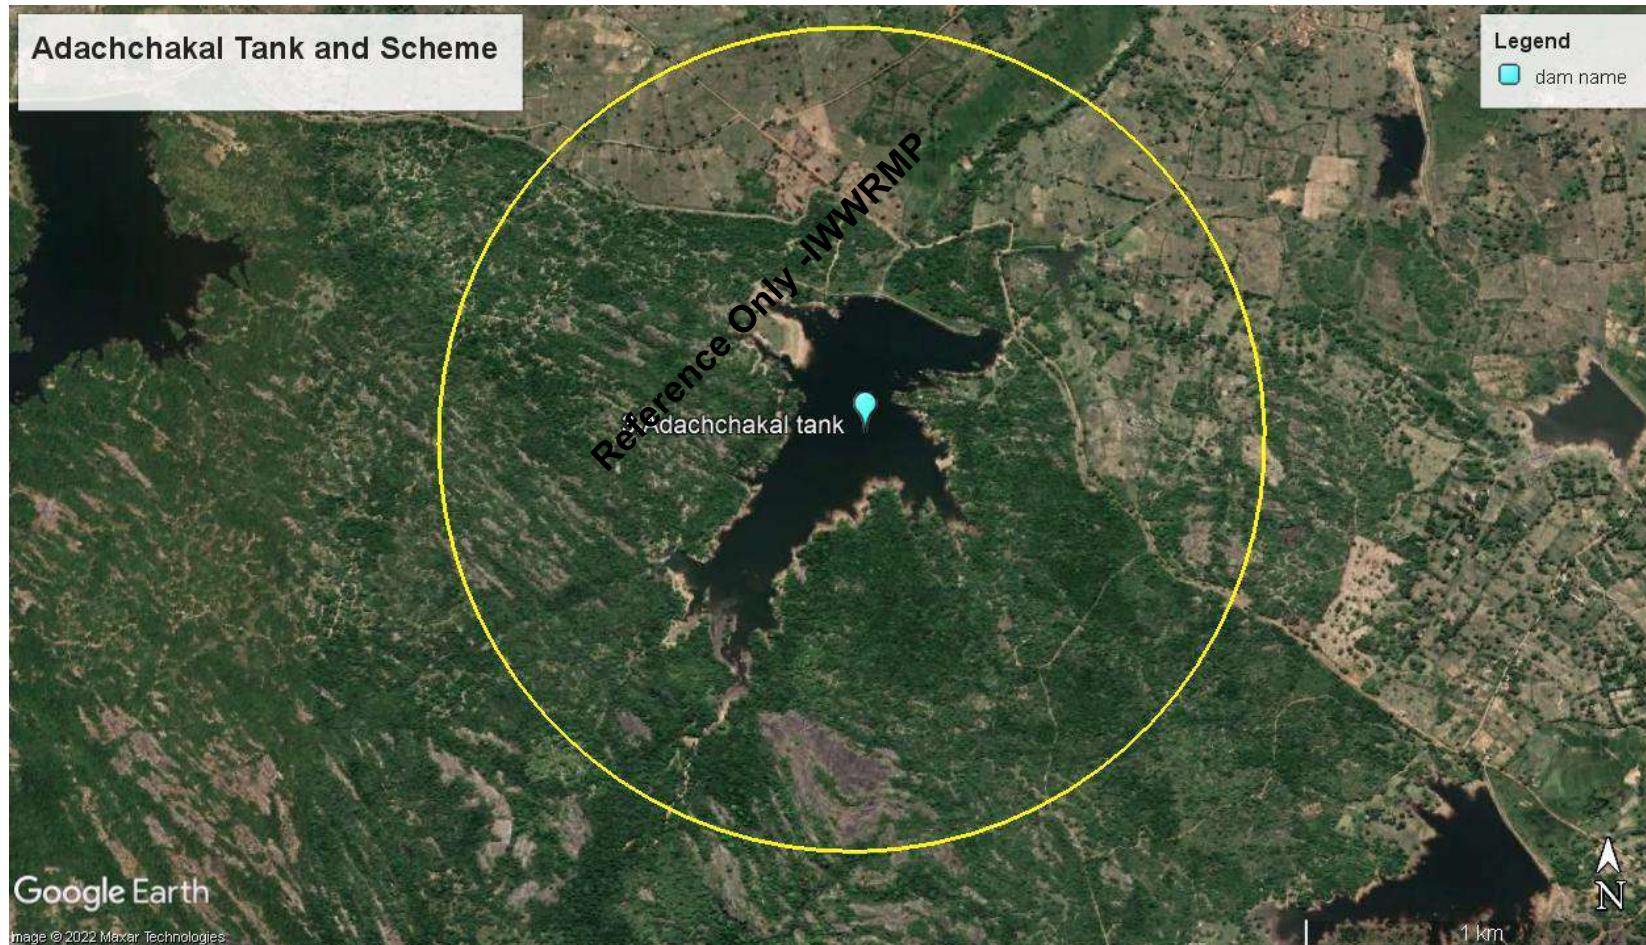 Adachchakal Tank and Scheme
Legend
dam name
Reference Only -IWWRMP
Adachchakal tank
Google Earth
mage © 2022 Maxar Technologies
N
1 km